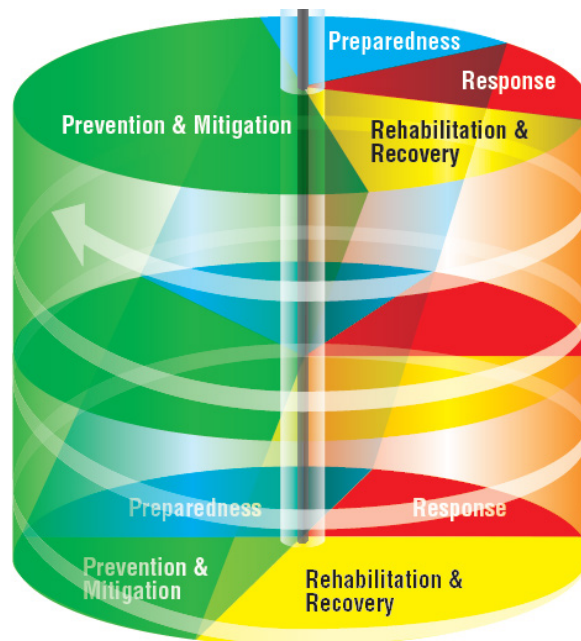 Preparedness
Response
Prevention & Mitigation
Rehabilitation &
Recovery
Preparedness
Response
Prevention &
Mitigation
Rehabilitation &
Recovery